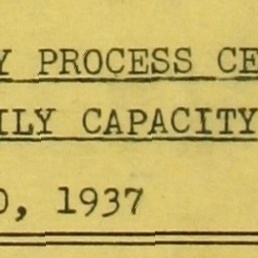 Y PROCESS CE
ILY CAPACITY
0, 1937